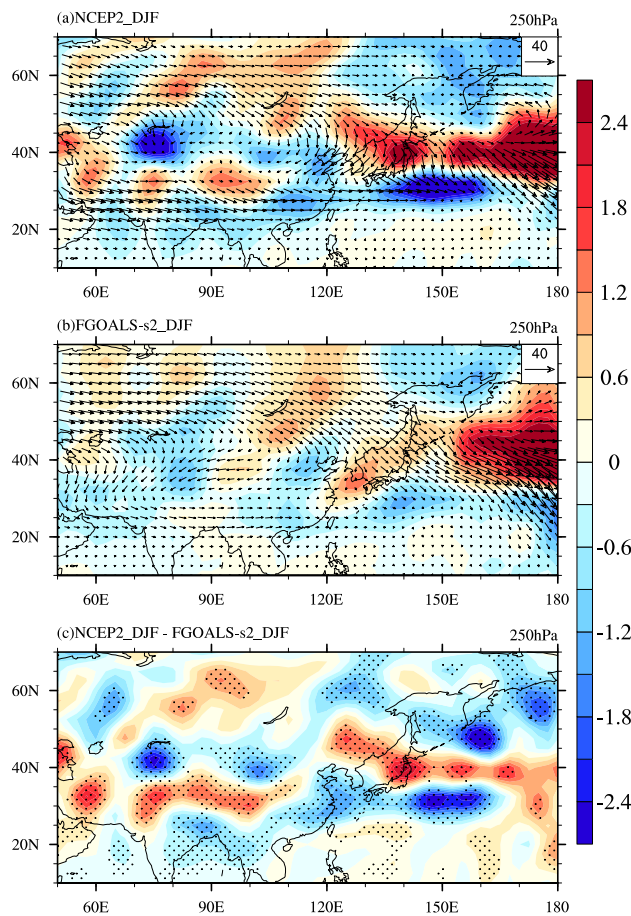 (a)NCEP2_DJF 250hPa
40
60N
40N
20N
60E 90E 120E 150E 180
(b)FGOALS-s2_DJF 250hPa
40
60N
40N
20N
60E 90E 120E 150E 180
(c)NCEP2_DJF - FGOALS-s2_DJF 250hPa
60N
40N
20N
60E 90E 120E 150E 180
2.4
1.8
1.2
0.6
0
-0.6
-1.2
-1.8
-2.4